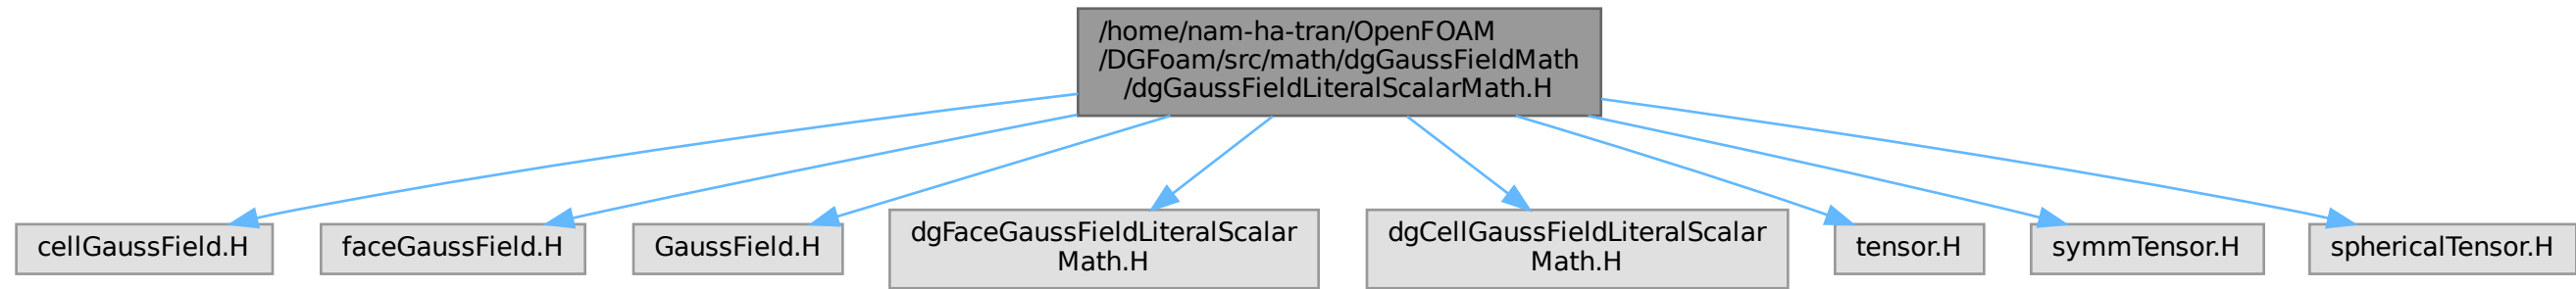 /home/nam-ha-tran/OpenFOAM
/DGFoam/src/math/dgGaussFieldMath
/dgGaussFieldLiteralScalarMath.H
cellGaussField.H
faceGaussField.H
GaussField.H
dgFaceGaussFieldLiteralScalar
Math.H
dgCellGaussFieldLiteralScalar
Math.H
tensor.H
symmTensor.H
sphericalTensor.H